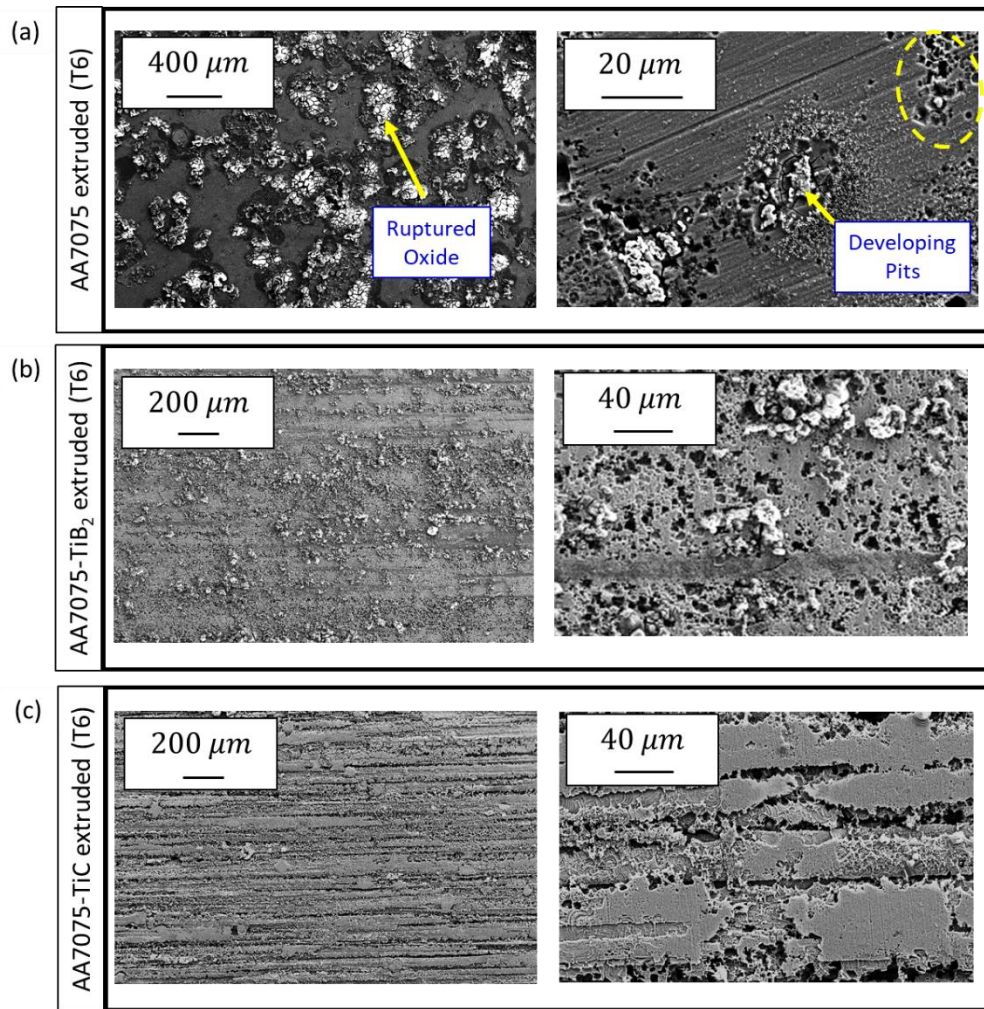 (a)
AA7075 extruded (T6)
400 μm
Ruptured
Oxide
20 μm
Developing
Pits
(b)
AA7075-TiB₂ extruded (T6)
200 μm
40 μm
(c)
AA7075-TiC extruded (T6)
200 μm
40 μm